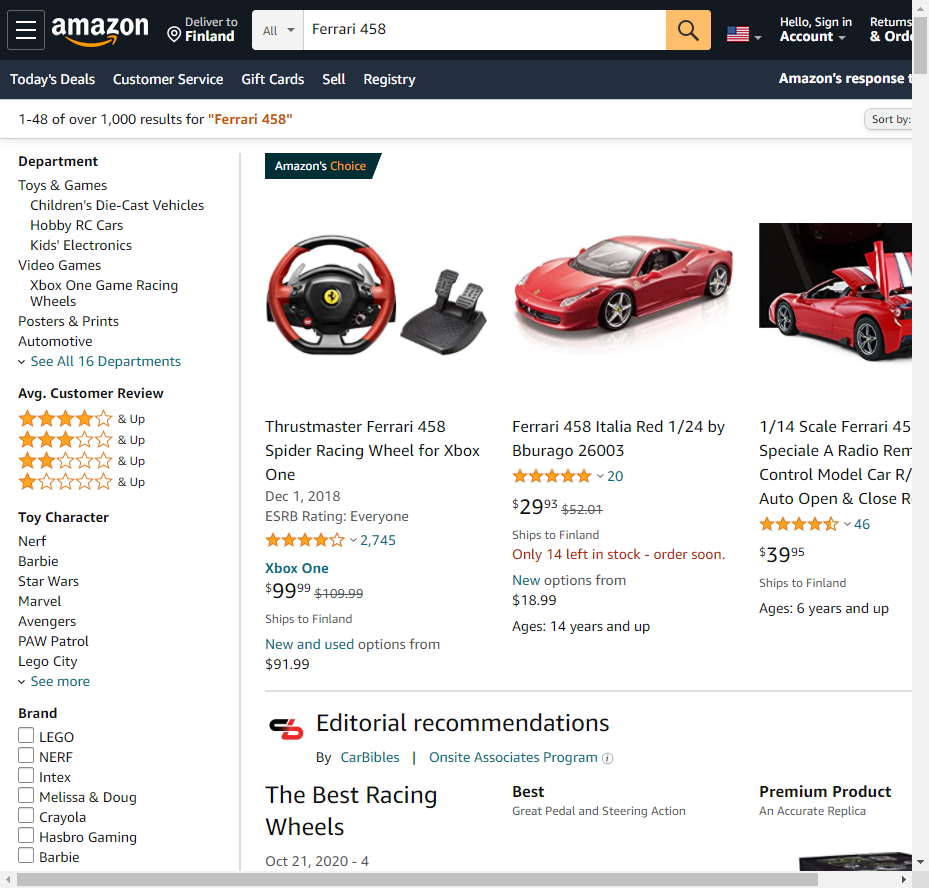 amazon
Deliver to
Finland
All
Ferrari 458
Hello, Sign in
Account
Returns
& Orde
Today's Deals
Customer Service
Gift Cards
Sell
Registry
Amazon's response t
1-48 of over 1,000 results for "Ferrari 458"
Sort by:
Department
Toys & Games
Children's Die-Cast Vehicles
Hobby RC Cars
Kids' Electronics
Video Games
Xbox One Game Racing
Wheels
Posters & Prints
Automotive
See All 16 Departments
Avg. Customer Review
& Up
& Up
& Up
& Up
Toy Character
Nerf
Barbie
Star Wars
Marvel
Avengers
PAW Patrol
Lego City
See more
Brand
LEGO
NERF
Intex
Melissa & Doug
Crayola
Hasbro Gaming
Barbie
Amazon's Choice
Thrustmaster Ferrari 458
Spider Racing Wheel for Xbox
One
Dec 1, 2018
ESRB Rating: Everyone
2,745
Xbox One
$99.99 $109.99
Ships to Finland
New and used options from
$91.99
Ferrari 458 Italia Red 1/24 by
Bburago 26003
20
$29.93 $52.01
Ships to Finland
Only 14 left in stock - order soon.
New options from
$18.99
Ages: 14 years and up
1/14 Scale Ferrari 45
Speciale A Radio Rem
Control Model Car R/
Auto Open & Close R
46
$39.95
Ships to Finland
Ages: 6 years and up
Editorial recommendations
By CarBibles | Onsite Associates Program
The Best Racing
Wheels
Oct 21, 2020 - 4
Best
Great Pedal and Steering Action
Premium Product
An Accurate Replica